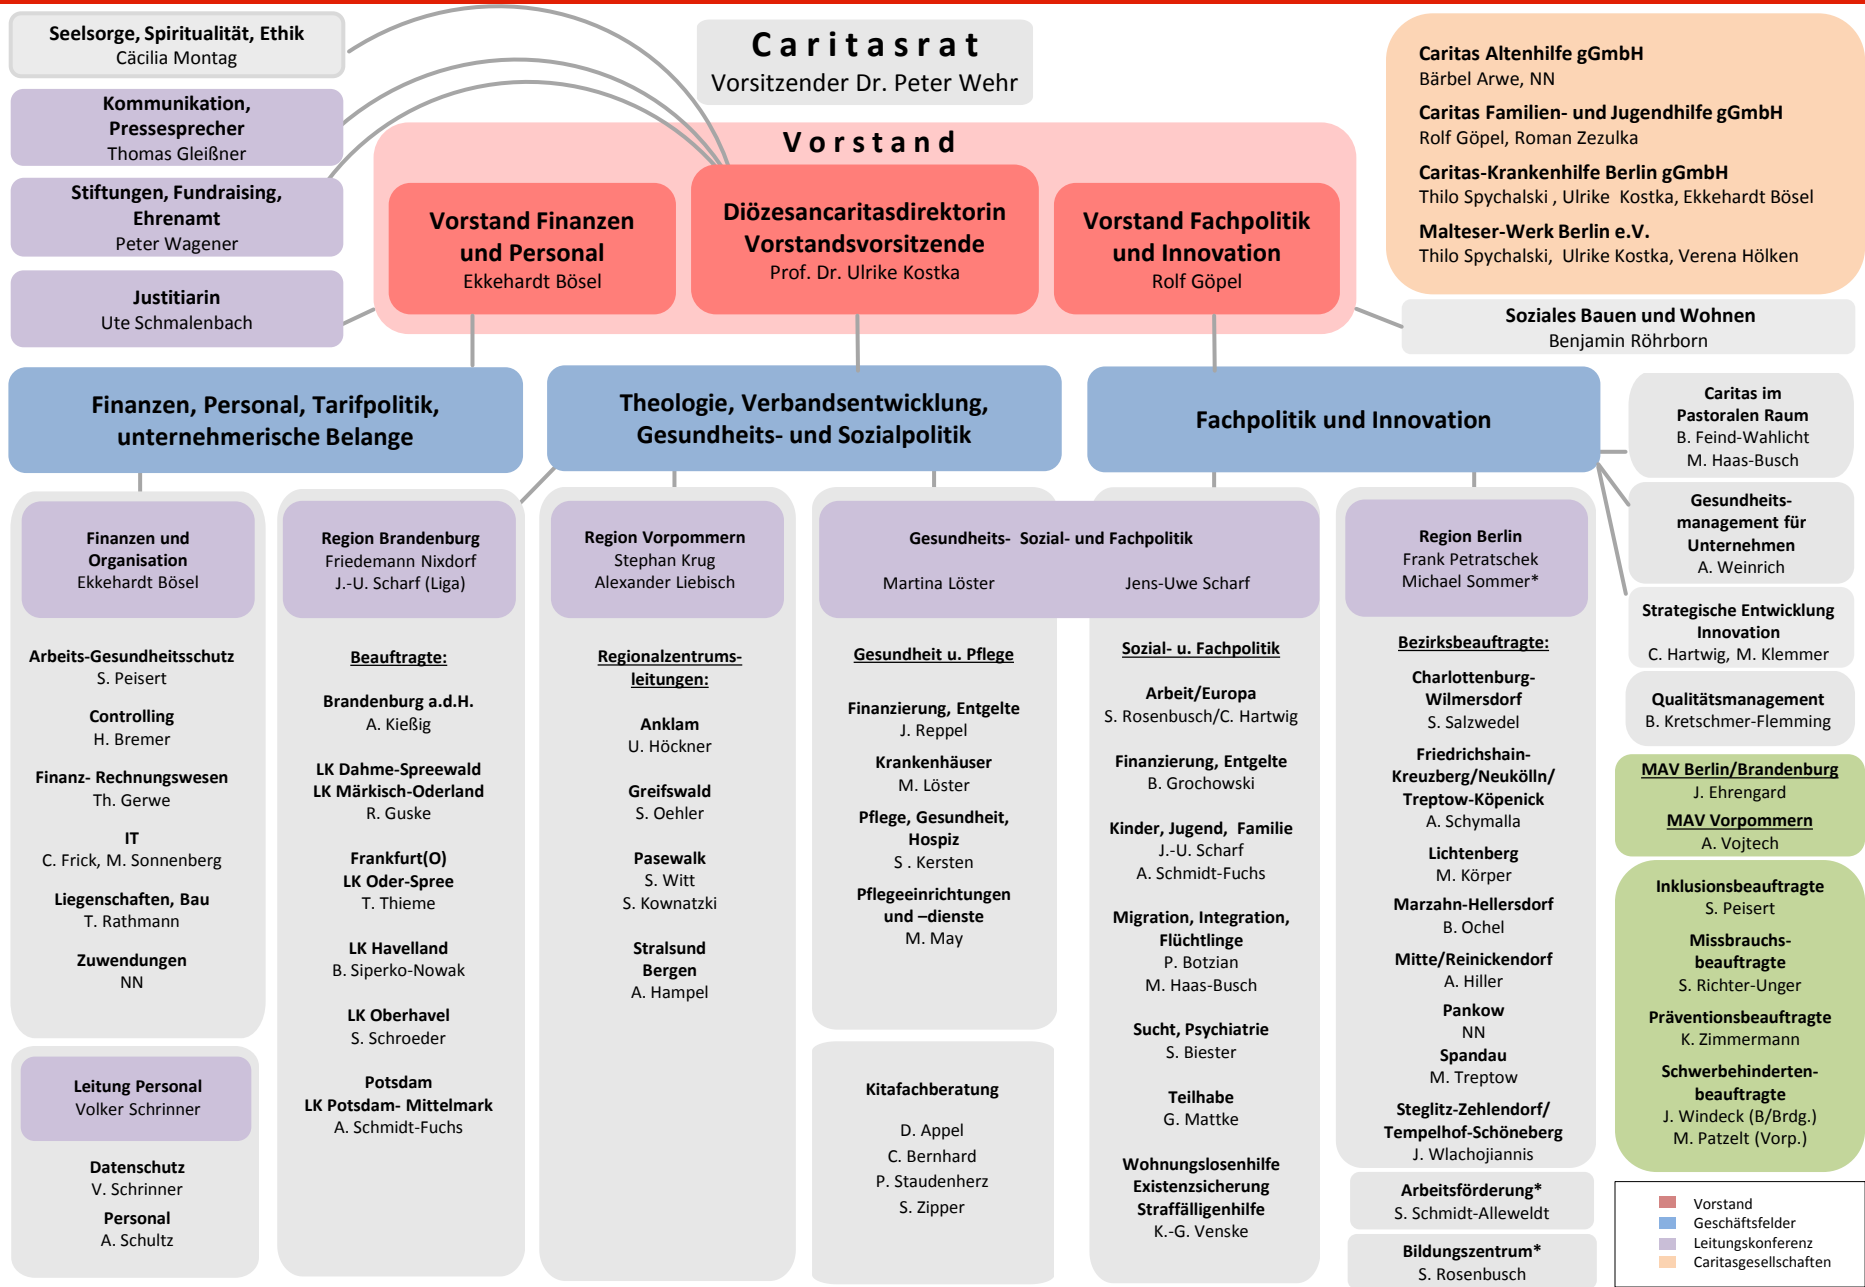 Seelsorge, Spiritualität, Ethik
Cäcilia Montag
Kommunikation,
Pressesprecher
Thomas Gleißner
Stiftungen, Fundraising,
Ehrenamt
Peter Wagener
Justitiarin
Ute Schmalenbach
Caritasrat
Vorsitzender Dr. Peter Wehr
Vorstand
Vorstand Finanzen
und Personal
Ekkehardt Bösel
Diözesancaritasdirektorin
Vorstandsvorsitzende
Prof. Dr. Ulrike Kostka
Vorstand Fachpolitik
und Innovation
Rolf Göpel
Caritas Altenhilfe gGmbH
Bärbel Arwe, NN
Caritas Familien- und Jugendhilfe gGmbH
Rolf Göpel, Roman Zezulka
Caritas-Krankenhilfe Berlin gGmbH
Thilo Spychalski , Ulrike Kostka, Ekkehardt Bösel
Malteser-Werk Berlin e.V.
Thilo Spychalski, Ulrike Kostka, Verena Hölken
Soziales Bauen und Wohnen
Benjamin Röhrborn
Finanzen, Personal, Tarifpolitik,
unternehmerische Belange
Theologie, Verbandsentwicklung,
Gesundheits- und Sozialpolitik
Fachpolitik und Innovation
Finanzen und
Organisation
Ekkehardt Bösel
Arbeits-Gesundheitsschutz
S. Peisert
Controlling
H. Bremer
Finanz- Rechnungswesen
Th. Gerwe
IT
C. Frick, M. Sonnenberg
Liegenschaften, Bau
T. Rathmann
Zuwendungen
NN
Leitung Personal
Volker Schrinner
Datenschutz
V. Schrinner
Personal
A. Schultz
Region Brandenburg
Friedemann Nixdorf
J.-U. Scharf (Liga)
Beauftragte:
Brandenburg a.d.H.
A. Kießig
LK Dahme-Spreewald
LK Märkisch-Oderland
R. Guske
Frankfurt(O)
LK Oder-Spree
T. Thieme
LK Havelland
B. Siperko-Nowak
LK Oberhavel
S. Schroeder
Potsdam
LK Potsdam- Mittelmark
A. Schmidt-Fuchs
Region Vorpommern
Stephan Krug
Alexander Liebisch
Regionalzentrums-
leitungen:
Anklam
U. Höckner
Greifswald
S. Oehler
Pasewalk
S. Witt
S. Kownatzki
Stralsund
Bergen
A. Hampel
Gesundheits- Sozial- und Fachpolitik
Martina Löster
Jens-Uwe Scharf
Gesundheit u. Pflege
Finanzierung, Entgelte
J. Reppel
Krankenhäuser
M. Löster
Pflege, Gesundheit,
Hospiz
S . Kersten
Pflegeeinrichtungen
und –dienste
M. May
Kitafachberatung
D. Appel
C. Bernhard
P. Staudenherz
S. Zipper
Sozial- u. Fachpolitik
Arbeit/Europa
S. Rosenbusch/C. Hartwig
Finanzierung, Entgelte
B. Grochowski
Kinder, Jugend, Familie
J.-U. Scharf
A. Schmidt-Fuchs
Migration, Integration,
Flüchtlinge
P. Botzian
M. Haas-Busch
Sucht, Psychiatrie
S. Biester
Teilhabe
G. Mattke
Wohnungslosenhilfe
Existenzsicherung
Straffälligenhilfe
K.-G. Venske
Region Berlin
Frank Petratschek
Michael Sommer*
Bezirksbeauftragte:
Charlottenburg-
Wilmersdorf
S. Salzwedel
Friedrichshain-
Kreuzberg/Neukölln/
Treptow-Köpenick
A. Schymalla
Lichtenberg
M. Körper
Marzahn-Hellersdorf
B. Ochel
Mitte/Reinickendorf
A. Hiller
Pankow
NN
Spandau
M. Treptow
Steglitz-Zehlendorf/
Tempelhof-Schöneberg
J. Wlachojiannis
Arbeitsförderung*
S. Schmidt-Alleweldt
Bildungszentrum*
S. Rosenbusch
Caritas im
Pastoralen Raum
B. Feind-Wahlicht
M. Haas-Busch
Gesundheits-
management für
Unternehmen
A. Weinrich
Strategische Entwicklung
Innovation
C. Hartwig, M. Klemmer
Qualitätsmanagement
B. Kretschmer-Flemming
MAV Berlin/Brandenburg
J. Ehrengard
MAV Vorpommern
A. Vojtech
Inklusionsbeauftragte
S. Peisert
Missbrauchs-
beauftragte
S. Richter-Unger
Präventionsbeauftragte
K. Zimmermann
Schwerbehinderten-
beauftragte
J. Windeck (B/Brdg.)
M. Patzelt (Vorp.)
Vorstand
Geschäftsfelder
Leitungskonferenz
Caritasgesellschaften